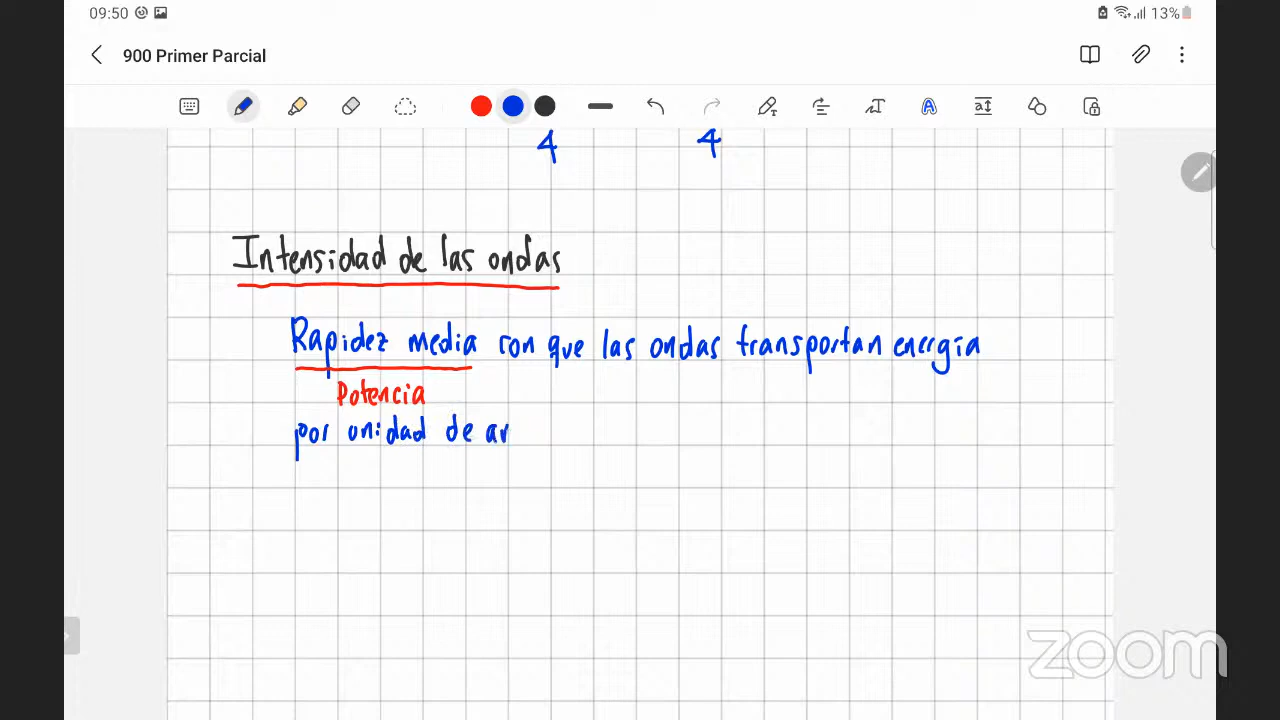 09:50 13%
900 Primer Parcial
4 4
Intensidad de las ondas
Rapidez media con que las ondas transportan energía
Potencia
por unidad de ar
zoom